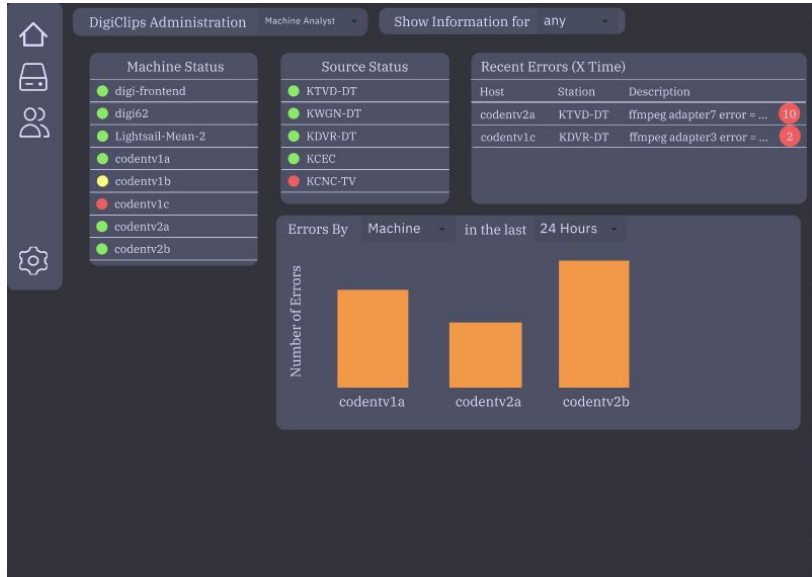 DigiClips Administration Machine Analyst
Show Information for any
Machine Status
digi-frontend
digi62
Lightsail-Mean-2
codentv1a
codentv1b
codentv1c
codentv2a
codentv2b
Source Status
KTVD-DT
KWGN-DT
KDVR-DT
KCEC
KCNC-TV
Recent Errors (X Time)
Host Station Description
codentv2a KTVD-DT ffmpeg adapter7 error = ... 10
codentv1c KDVR-DT ffmpeg adapter3 error = ... 2
Errors By Machine in the last 24 Hours
Number of Errors
codentv1a codentv2a codentv2b